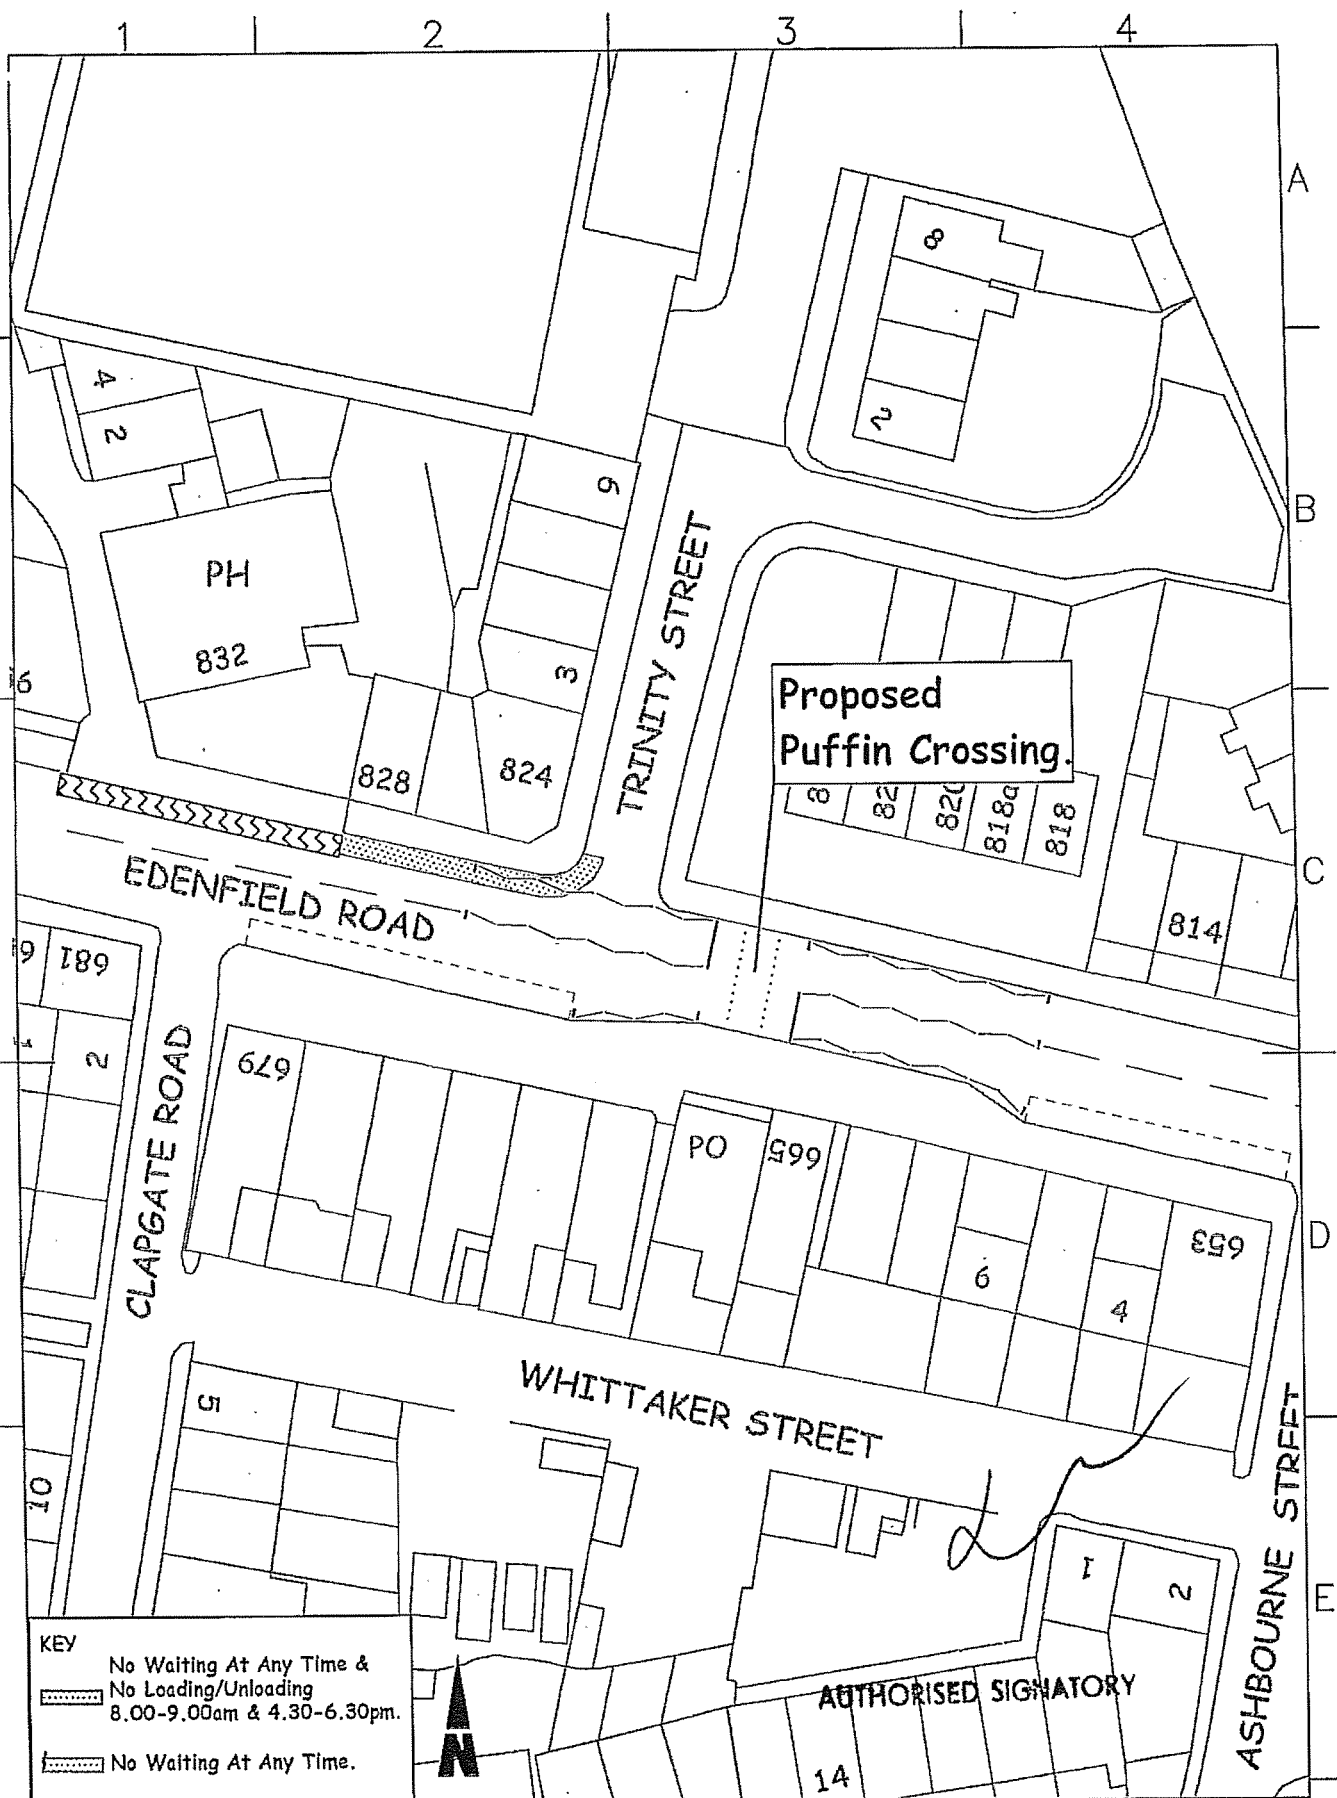 1 2 3 4
A
8
4
2
2
9
B
PH
TRINITY STREET
832
3
Proposed
Puffin Crossing.
828
824
820
818a
818
EDENFIELD ROAD
C
814
681
679
2
CLAPGATE ROAD
PO
665
653
D
6
4
WHITTAKER STREET
5
10
1
2
E
ASHBOURNE STREET
KEY
No Waiting At Any Time &
No Loading/Unloading
8.00-9.00am & 4.30-6.30pm.
No Waiting At Any Time.
N
AUTHORISED SIGNATORY
14